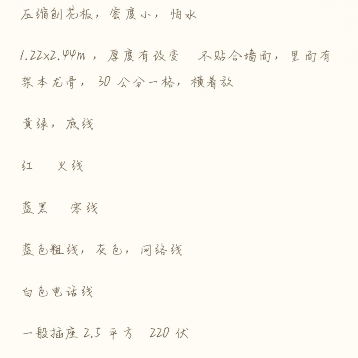 压缩刨花板，密度小，怕水
1.22x2.44m ，厚度有改变  不贴合墙面，里面有
架木龙骨， 30 公分一格，横着放
黄绿，底线
红  火线
蓝黑  零线
蓝色粗线，灰色，网络线
白色电话线
一般插座 2.5 平方  220 伏